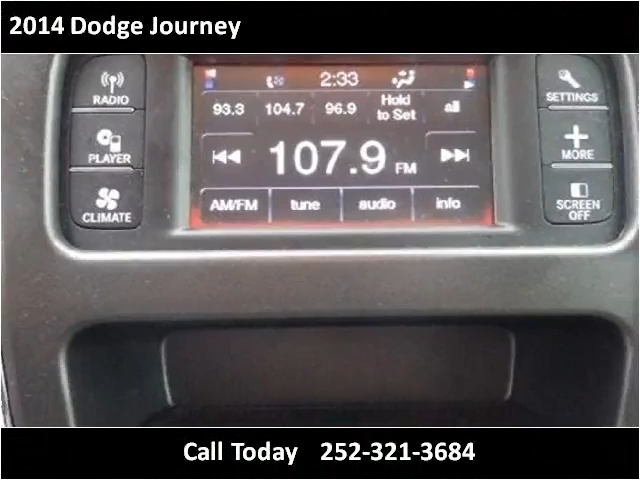 2014 Dodge Journey
RADIO
PLAYER
CLIMATE
2:33
93.3 104.7 96.9 Hold to Set all
107.9 FM
AM/FM tune audio info
SETTINGS
MORE
SCREEN OFF
Call Today 252-321-3684